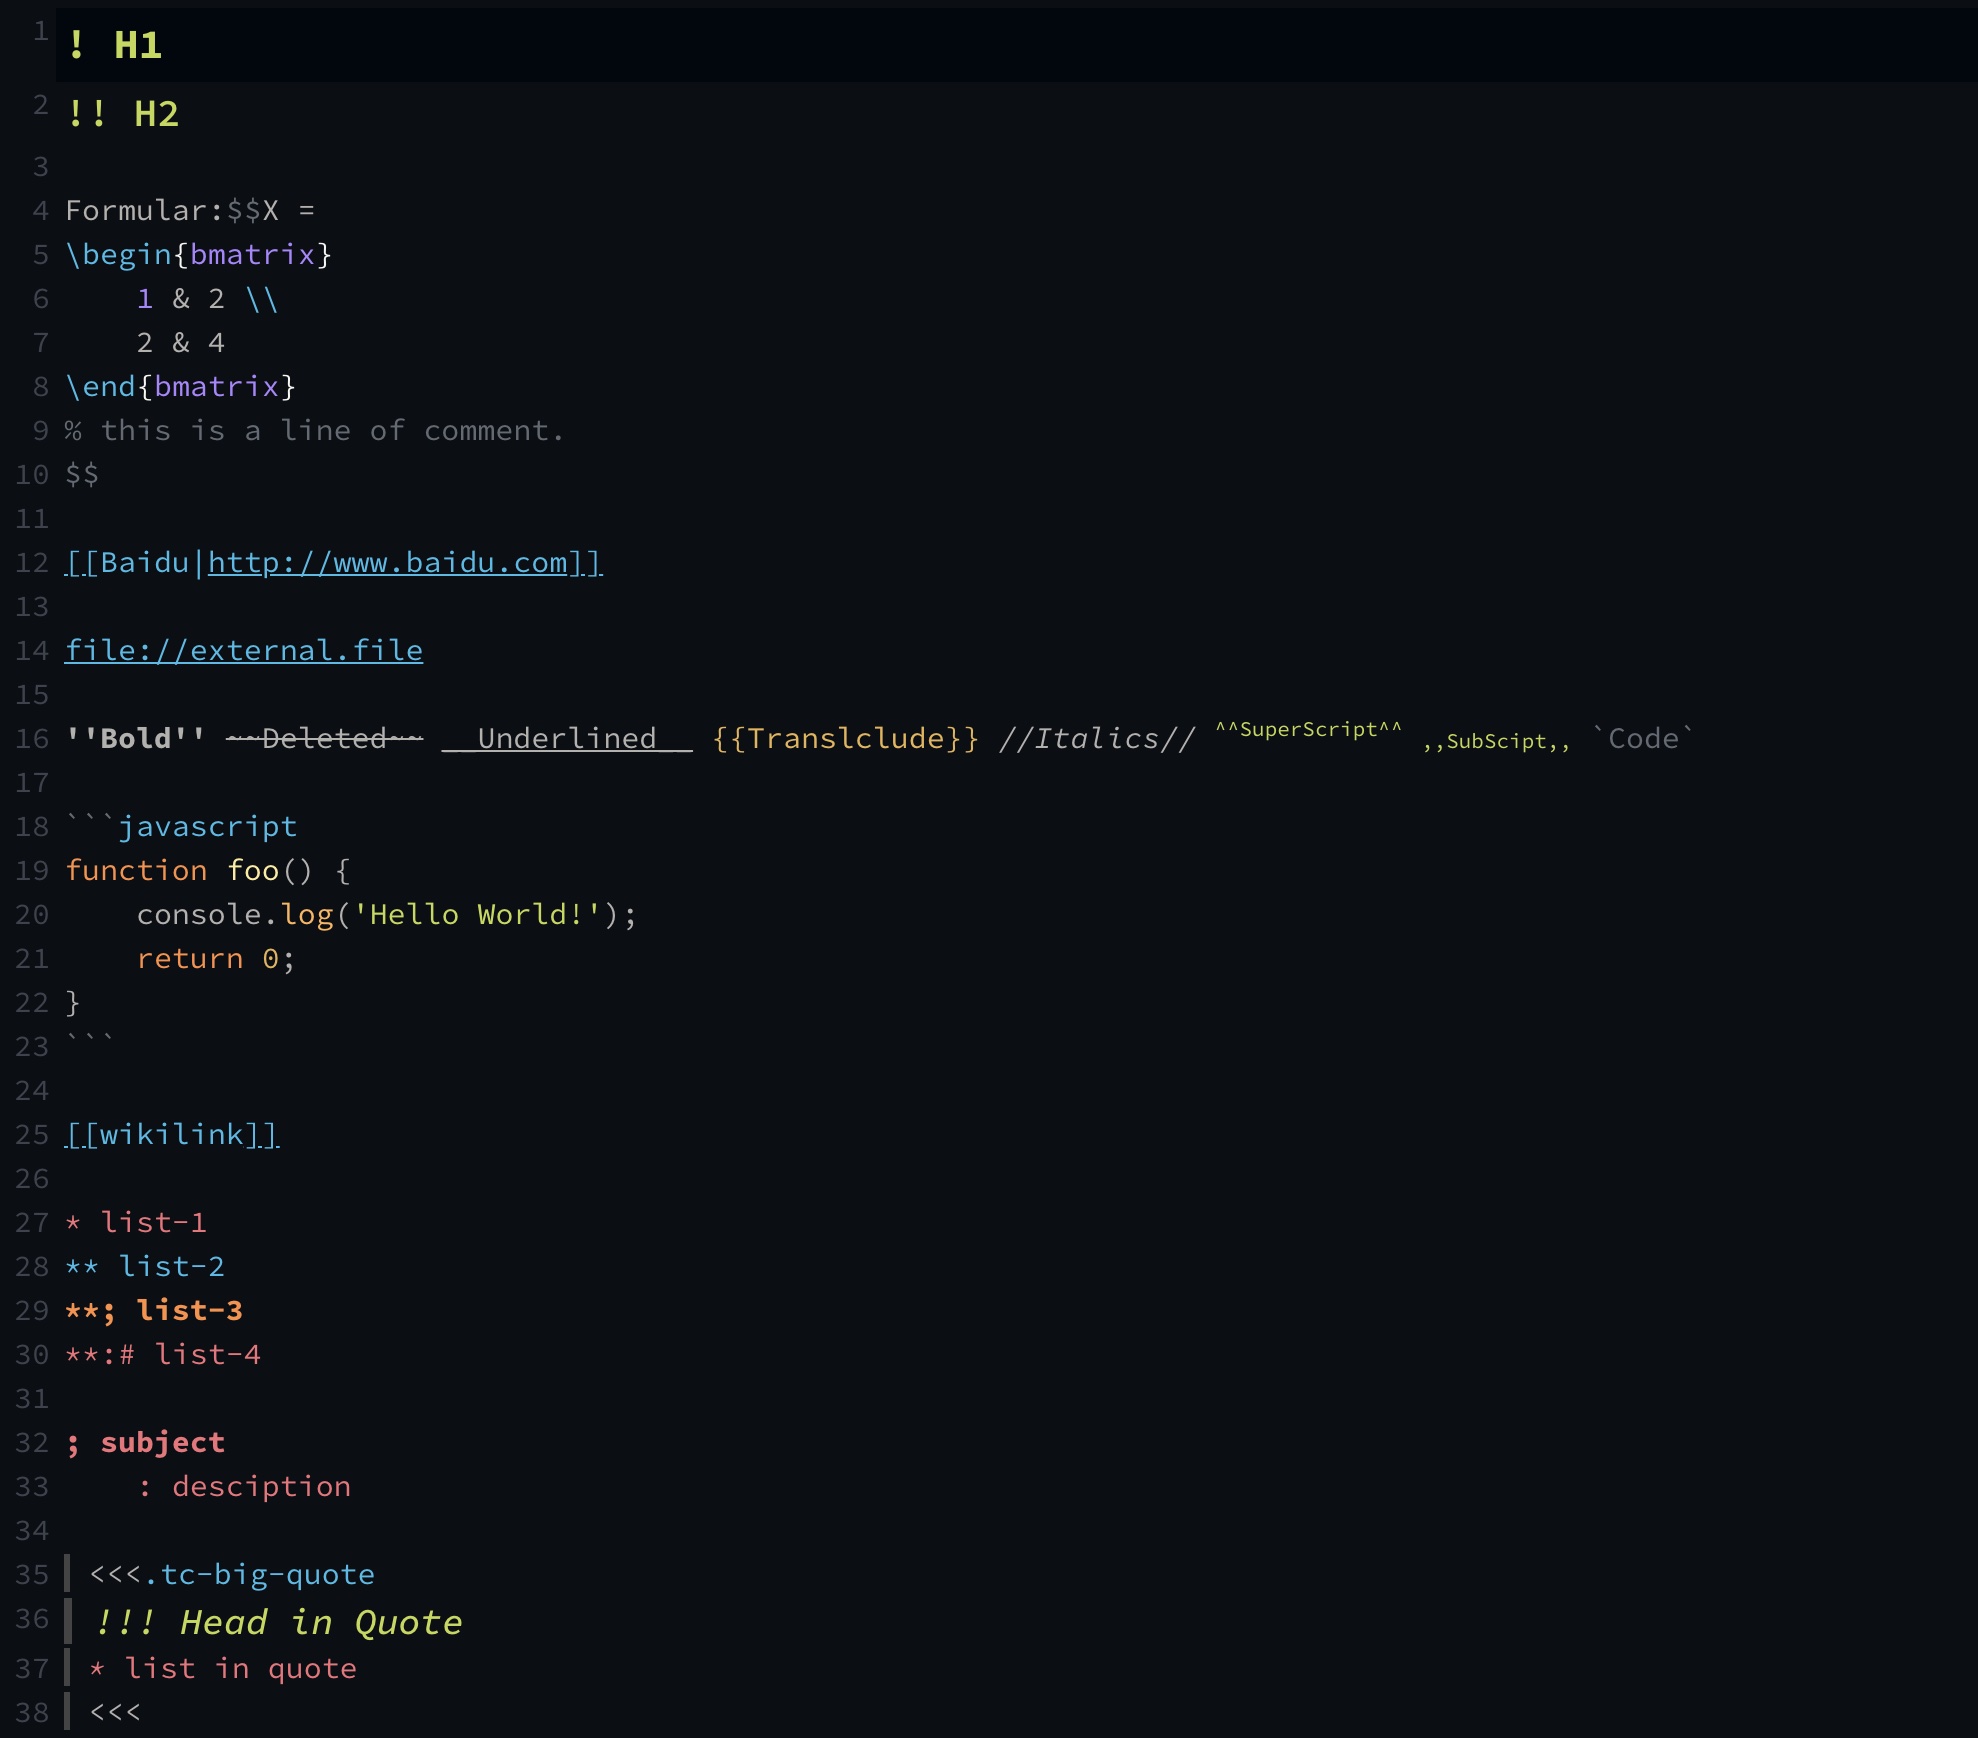 1 ! H1
2 !! H2
3
4 Formular:$$X =
5 \begin{bmatrix}
6     1 & 2 \\
7     2 & 4
8 \end{bmatrix}
9 % this is a line of comment.
10 $$
11
12 [[Baidu|http://www.baidu.com]]
13
14 file://external.file
15
16 ''Bold'' ~~Deleted~~ __Underlined__ {{Translclude}} //Italics// ^^SuperScript^^ ,,SubScipt,, `Code`
17
18 ```javascript
19 function foo() {
20     console.log('Hello World!');
21     return 0;
22 }
23 ```
24
25 [[wikilink]]
26
27 * list-1
28 ** list-2
29 **; list-3
30 **:# list-4
31
32 ; subject
33     : desciption
34
35 <<<.tc-big-quote
36 !!! Head in Quote
37 * list in quote
38 <<<